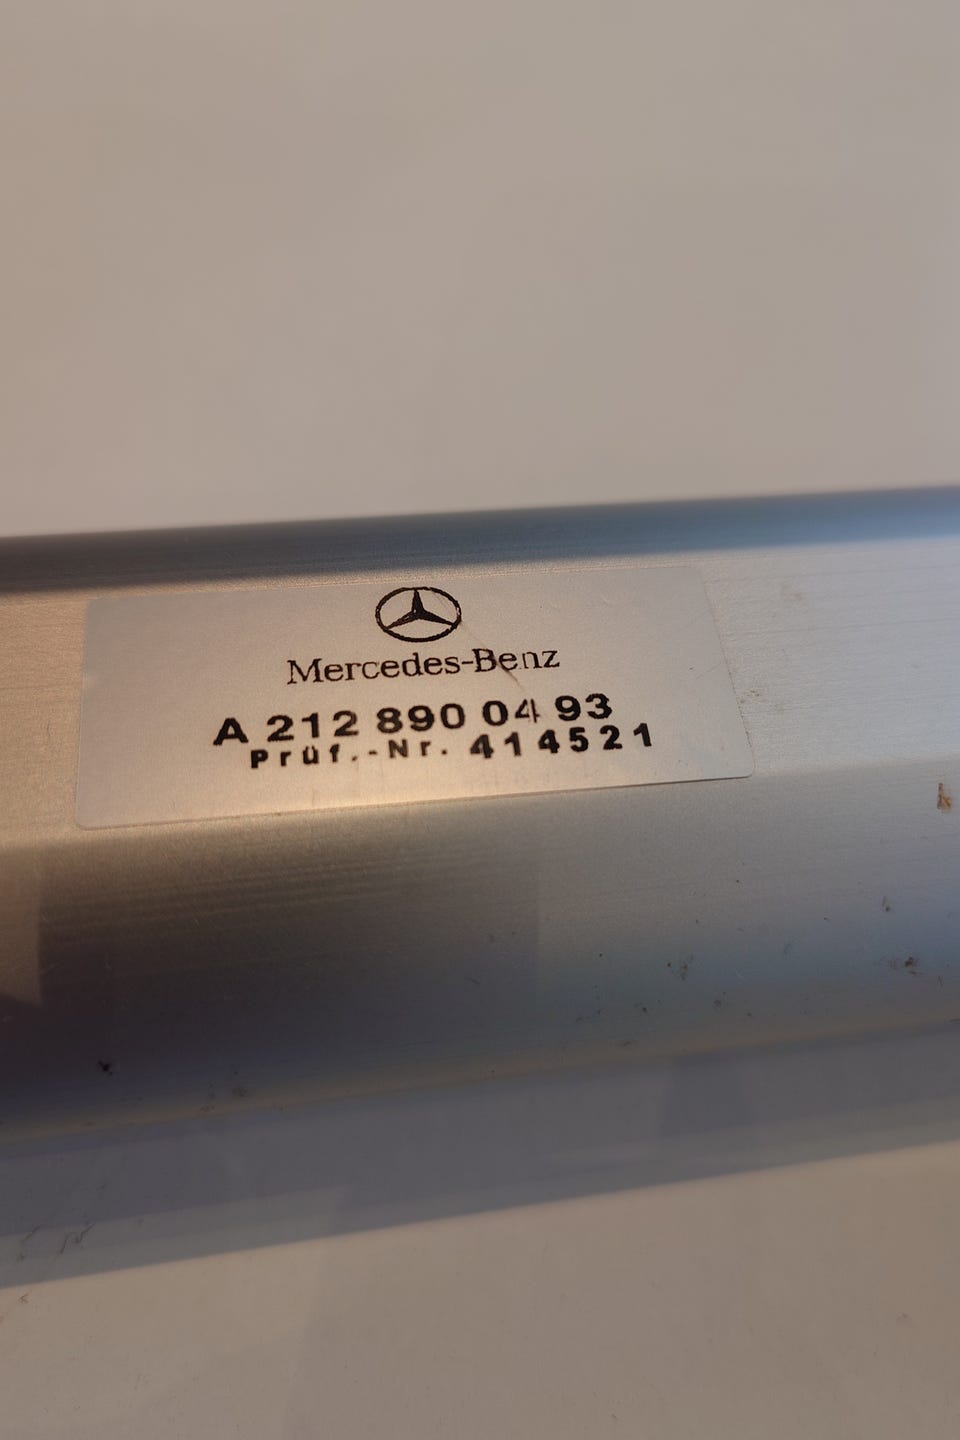 Mercedes-Benz
A 212 890 04 93
Prüf.-Nr. 414521